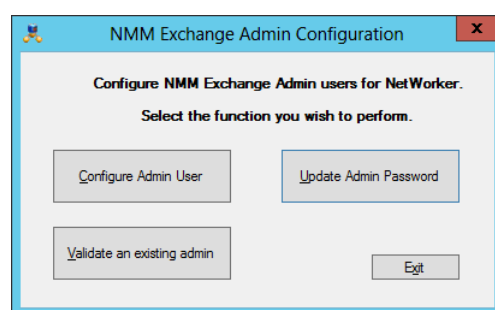 NMM Exchange Admin Configuration
x
Configure NMM Exchange Admin users for NetWorker.
Select the function you wish to perform.
Configure Admin User
Update Admin Password
Validate an existing admin
Exit